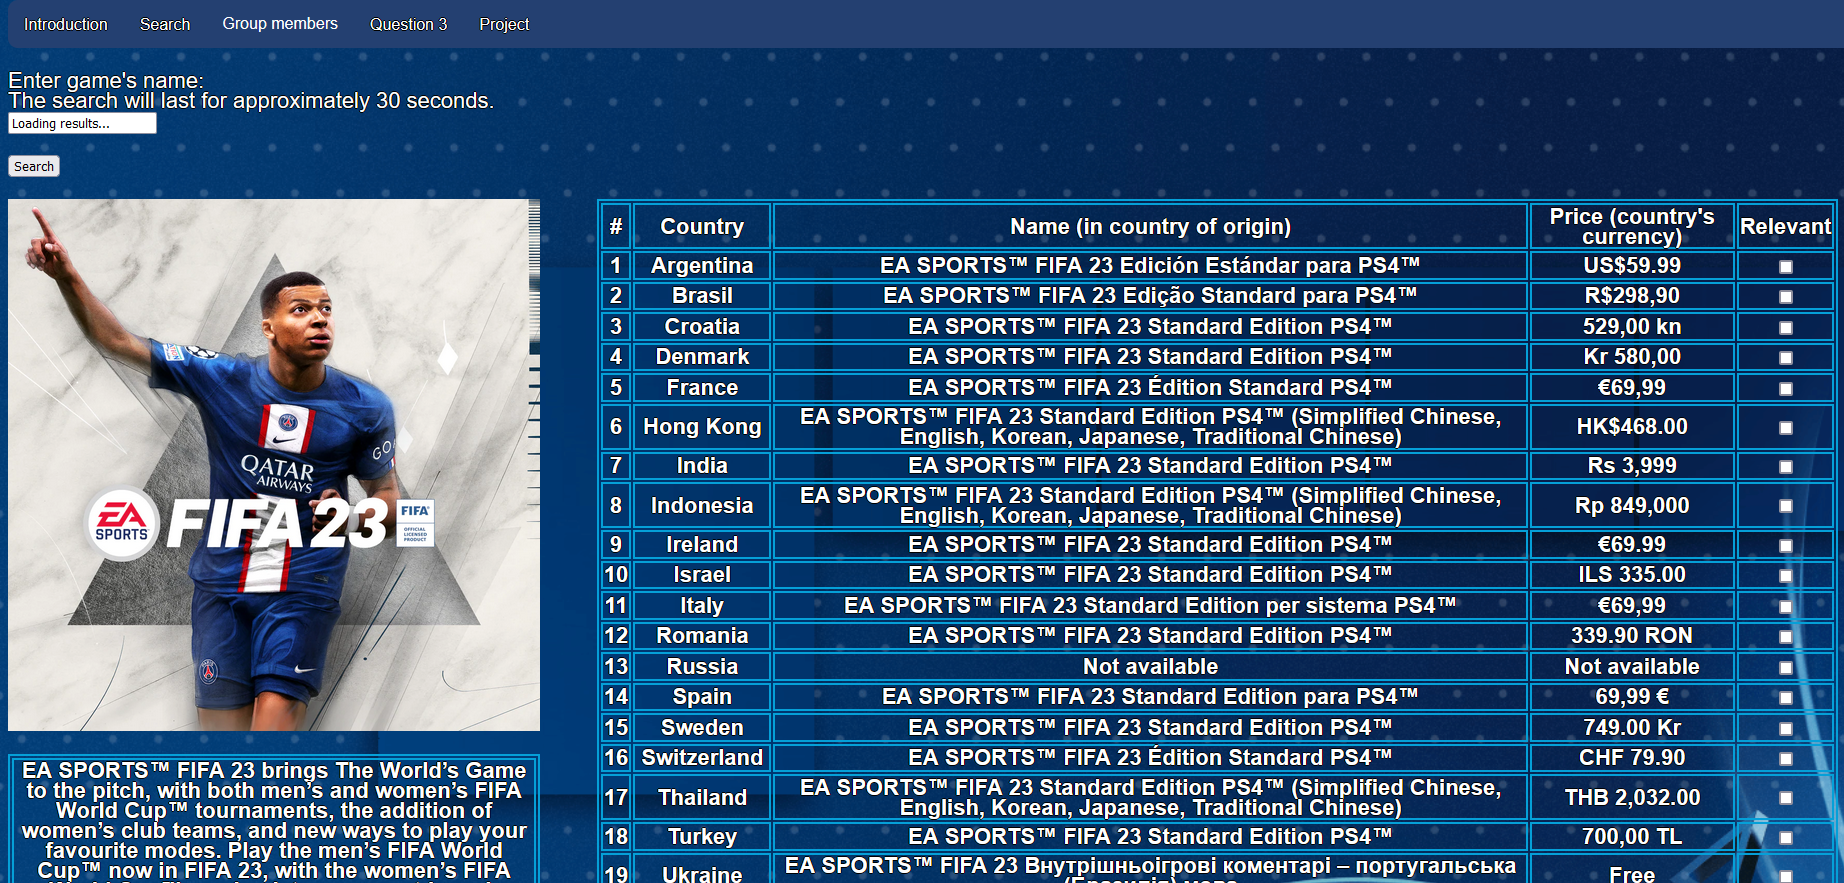 Introduction Search Group members Question 3 Project
Enter game's name:
The search will last for approximately 30 seconds.
Loading results...
Search
QATAR
AIRWAYS
EA
SPORTS
FIFA 23
FIFA
OFFICIAL
LICENSED
PRODUCT
EA SPORTS™ FIFA 23 brings The World's Game
to the pitch, with both men's and women's FIFA
World Cup™ tournaments, the addition of
women's club teams, and new ways to play your
favourite modes. Play the men's FIFA World
Cup™ now in FIFA 23, with the women's FIFA
# Country Name (in country of origin) Price (country's
currency) Relevant
1 Argentina EA SPORTS™ FIFA 23 Edición Estándar para PS4™ US$59.99
2 Brasil EA SPORTS™ FIFA 23 Edição Standard para PS4™ R$298,90
3 Croatia EA SPORTS™ FIFA 23 Standard Edition PS4™ 529,00 kn
4 Denmark EA SPORTS™ FIFA 23 Standard Edition PS4™ Kr 580,00
5 France EA SPORTS™ FIFA 23 Édition Standard PS4™ €69,99
6 Hong Kong EA SPORTS™ FIFA 23 Standard Edition PS4™ (Simplified Chinese,
English, Korean, Japanese, Traditional Chinese) HK$468.00
7 India EA SPORTS™ FIFA 23 Standard Edition PS4™ Rs 3,999
8 Indonesia EA SPORTS™ FIFA 23 Standard Edition PS4™ (Simplified Chinese,
English, Korean, Japanese, Traditional Chinese) Rp 849,000
9 Ireland EA SPORTS™ FIFA 23 Standard Edition PS4™ €69.99
10 Israel EA SPORTS™ FIFA 23 Standard Edition PS4™ ILS 335.00
11 Italy EA SPORTS™ FIFA 23 Standard Edition per sistema PS4™ €69,99
12 Romania EA SPORTS™ FIFA 23 Standard Edition PS4™ 339.90 RON
13 Russia Not available Not available
14 Spain EA SPORTS™ FIFA 23 Standard Edition para PS4™ 69,99 €
15 Sweden EA SPORTS™ FIFA 23 Standard Edition PS4™ 749.00 Kr
16 Switzerland EA SPORTS™ FIFA 23 Édition Standard PS4™ CHF 79.90
17 Thailand EA SPORTS™ FIFA 23 Standard Edition PS4™ (Simplified Chinese,
English, Korean, Japanese, Traditional Chinese) THB 2,032.00
18 Turkey EA SPORTS™ FIFA 23 Standard Edition PS4™ 700,00 TL
19 Ukraine EA SPORTS™ FIFA 23 Внутрішньоігрові коментарі – португальська Free